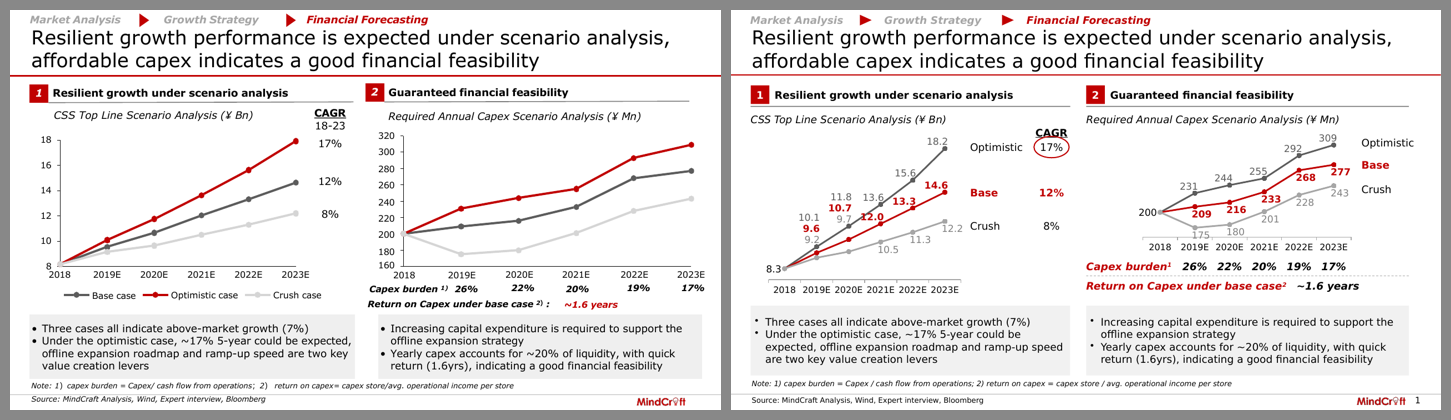 Market Analysis Growth Strategy Financial Forecasting
Resilient growth performance is expected under scenario analysis,
affordable capex indicates a good financial feasibility
1 Resilient growth under scenario analysis
CSS Top Line Scenario Analysis (¥ Bn)
CAGR
18-23
17%
12%
8%
18
16
14
12
10
8
2018 2019E 2020E 2021E 2022E 2023E
Base case Optimistic case Crush case
• Three cases all indicate above-market growth (7%)
• Under the optimistic case, ~17% 5-year could be expected,
offline expansion roadmap and ramp-up speed are two key
value creation levers
2 Guaranteed financial feasibility
Required Annual Capex Scenario Analysis (¥ Mn)
320
300
280
260
240
220
200
180
160
2018 2019E 2020E 2021E 2022E 2023E
Capex burden 1) 26% 22% 20% 19% 17%
Return on Capex under base case 2) : ~1.6 years
• Increasing capital expenditure is required to support the
offline expansion strategy
• Yearly capex accounts for ~20% of liquidity, with quick
return (1.6yrs), indicating a good financial feasibility
Note: 1) capex burden = Capex/ cash flow from operations; 2) return on capex= capex store/avg. operational income per store
Source: MindCraft Analysis, Wind, Expert interview, Bloomberg
MindCraft
Market Analysis Growth Strategy Financial Forecasting
Resilient growth performance is expected under scenario analysis,
affordable capex indicates a good financial feasibility
1 Resilient growth under scenario analysis
CSS Top Line Scenario Analysis (¥ Bn)
CAGR
Optimistic 17%
Base 12%
Crush 8%
18.2
15.6
14.6
11.8 13.6
10.7 13.3
10.1 9.7 12.0
9.6 12.2
9.2 11.3
10.5
8.3
2018 2019E 2020E 2021E 2022E 2023E
• Three cases all indicate above-market growth (7%)
• Under the optimistic case, ~17% 5-year could be
expected, offline expansion roadmap and ramp-up speed
are two key value creation levers
2 Guaranteed financial feasibility
Required Annual Capex Scenario Analysis (¥ Mn)
309 Optimistic
292
Base
277
255 268
244 243 Crush
231 233 228
200 209 216
201
175 180
2018 2019E 2020E 2021E 2022E 2023E
Capex burden¹ 26% 22% 20% 19% 17%
Return on Capex under base case² ~1.6 years
• Increasing capital expenditure is required to support the
offline expansion strategy
• Yearly capex accounts for ~20% of liquidity, with quick
return (1.6yrs), indicating a good financial feasibility
Note: 1) capex burden = Capex / cash flow from operations; 2) return on capex = capex store / avg. operational income per store
Source: MindCraft Analysis, Wind, Expert interview, Bloomberg
MindCraft 1